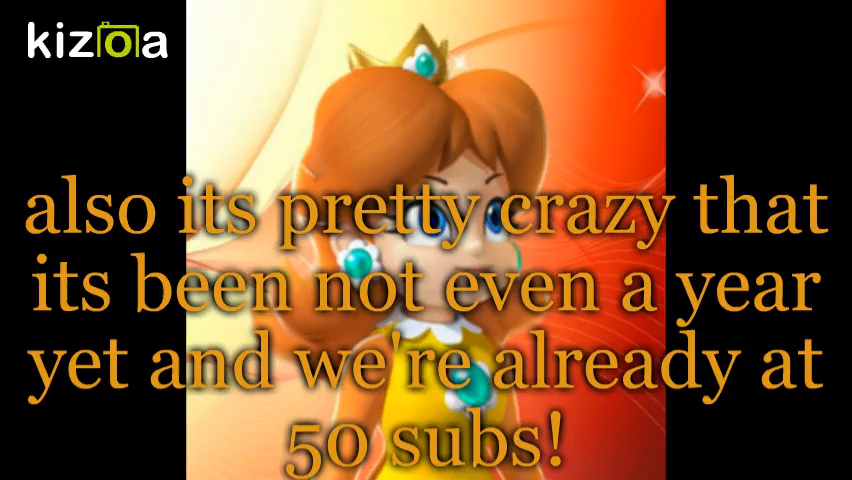 kizoa
also its pretty crazy that
its been not even a year
yet and we're already at
50 subs!